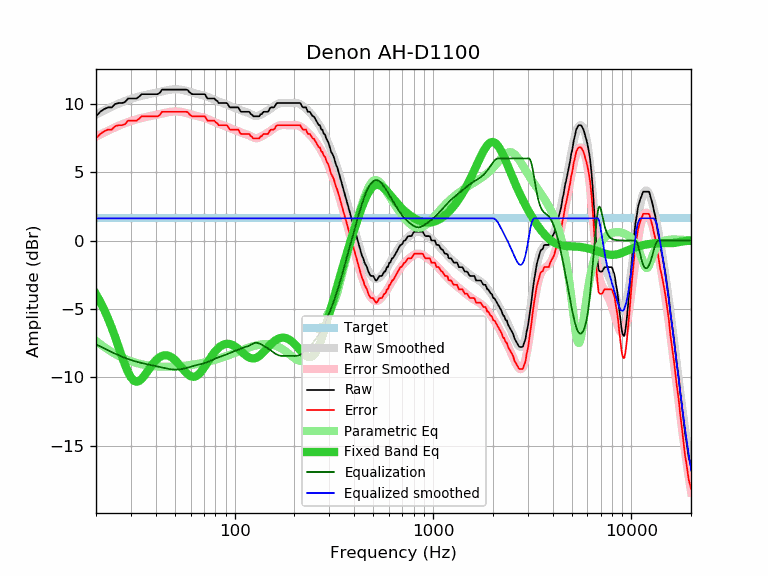 Denon AH-D1100
Amplitude (dBr)
10
5
0
−5
−10
−15
Target
Raw Smoothed
Error Smoothed
Raw
Error
Parametric Eq
Fixed Band Eq
Equalization
Equalized smoothed
100
1000
10000
Frequency (Hz)